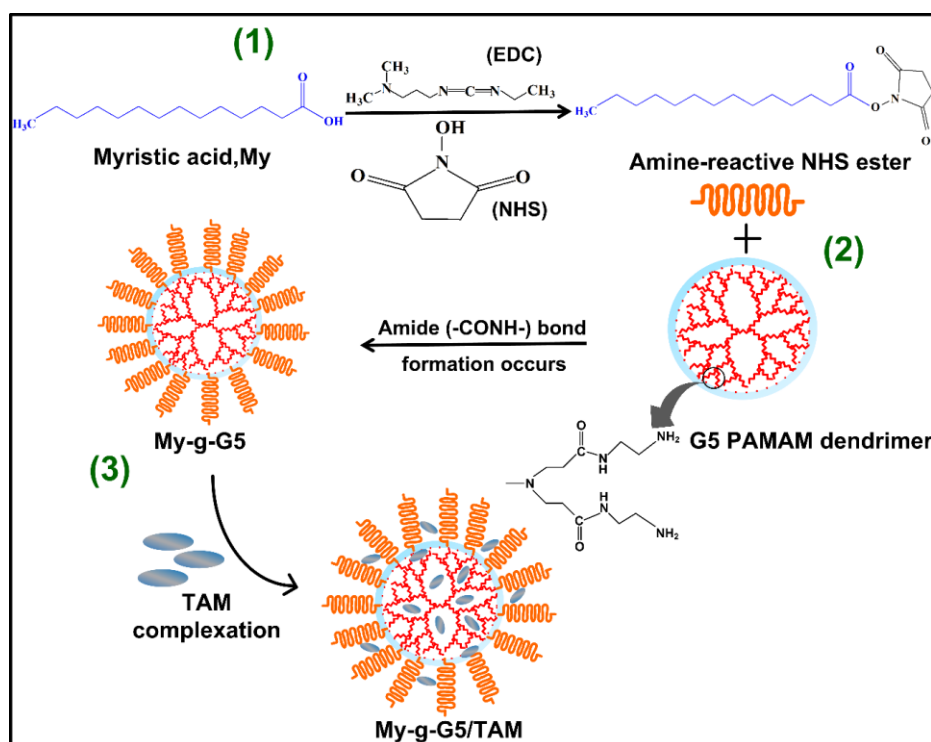 (1)
(EDC)
CH₃
H₃C
N
N
C
N
CH₃
O
OH
H₃C
Myristic acid,My
OH
N
O
O
(NHS)
O
O
O
N
O
H₃C
Amine-reactive NHS ester
+
(2)
Amide (-CONH-) bond
formation occurs
My-g-G5
G5 PAMAM dendrimer
O
C
N
H
NH₂
N
H
N
C
O
NH₂
(3)
TAM
complexation
My-g-G5/TAM